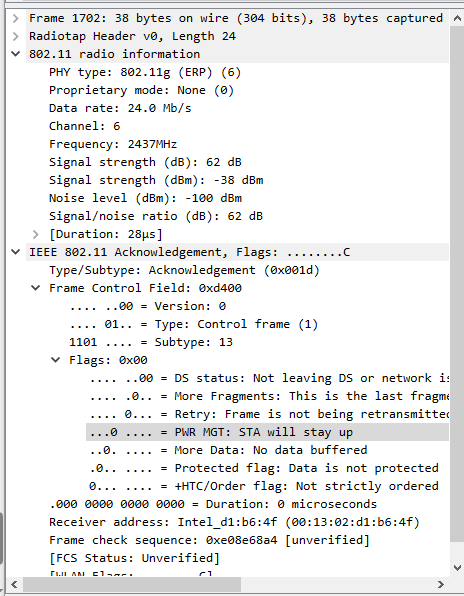 Frame 1702: 38 bytes on wire (304 bits), 38 bytes captured
Radiotap Header v0, Length 24
802.11 radio information
PHY type: 802.11g (ERP) (6)
Proprietary mode: None (0)
Data rate: 24.0 Mb/s
Channel: 6
Frequency: 2437MHz
Signal strength (dB): 62 dB
Signal strength (dBm): -38 dBm
Noise level (dBm): -100 dBm
Signal/noise ratio (dB): 62 dB
[Duration: 28µs]
IEEE 802.11 Acknowledgement, Flags: ........C
Type/Subtype: Acknowledgement (0x001d)
Frame Control Field: 0xd400
.... ..00 = Version: 0
.... 01.. = Type: Control frame (1)
1101 .... = Subtype: 13
Flags: 0x00
.... ..00 = DS status: Not leaving DS or network is
.... .0.. = More Fragments: This is the last fragme
.... 0... = Retry: Frame is not being retransmitted
...0 .... = PWR MGT: STA will stay up
..0. .... = More Data: No data buffered
.0.. .... = Protected flag: Data is not protected
0... .... = +HTC/Order flag: Not strictly ordered
.000 0000 0000 0000 = Duration: 0 microseconds
Receiver address: Intel_d1:b6:4f (00:13:02:d1:b6:4f)
Frame check sequence: 0xe08e68a4 [unverified]
[FCS Status: Unverified]
[WLAN Flags: ........C]